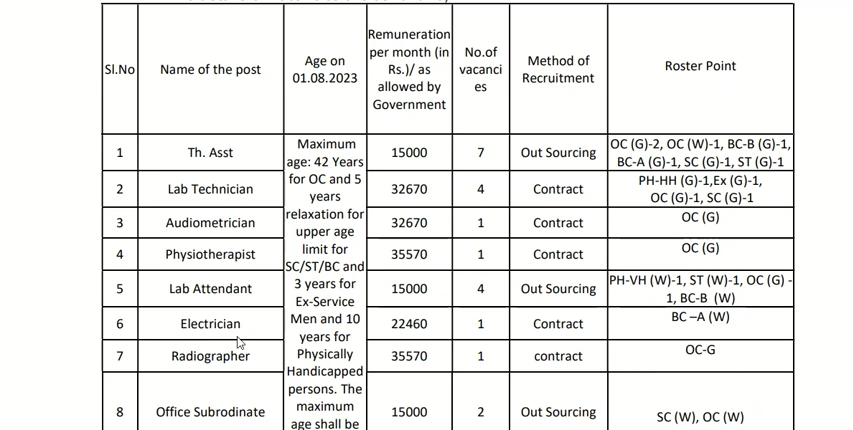 Sl.No Name of the post Age on 01.08.2023 Remuneration per month (in Rs.)/ as allowed by Government No.of vacanci es Method of Recruitment Roster Point
1 Th. Asst 15000 7 Out Sourcing OC (G)-2, OC (W)-1, BC-B (G)-1, BC-A (G)-1, SC (G)-1, ST (G)-1
2 Lab Technician 32670 4 Contract PH-HH (G)-1,Ex (G)-1, OC (G)-1, SC (G)-1
3 Audiometrician 32670 1 Contract OC (G)
4 Physiotherapist 35570 1 Contract OC (G)
5 Lab Attendant 15000 4 Out Sourcing PH-VH (W)-1, ST (W)-1, OC (G) - 1, BC-B (W)
6 Electrician 22460 1 Contract BC –A (W)
7 Radiographer 35570 1 contract OC-G
8 Office Subrodinate 15000 2 Out Sourcing SC (W), OC (W)
Maximum
age: 42 Years
for OC and 5
years
relaxation for
upper age
limit for
SC/ST/BC and
3 years for
Ex-Service
Men and 10
years for
Physically
Handicapped
persons. The
maximum
age shall be